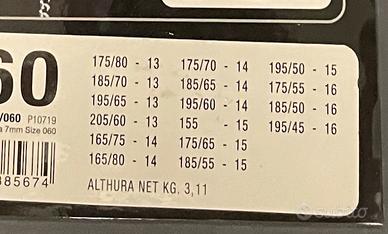 60
/060 P10719
a 7mm Size 060
385674
175/80 - 13
185/70 - 13
195/65 - 13
205/60 - 13
165/75 - 14
165/80 - 14
175/70 - 14
185/65 - 14
195/60 - 14
155 - 15
175/65 - 15
185/55 - 15
195/50 - 15
175/55 - 16
185/50 - 16
195/45 - 16
ALTHURA NET KG. 3,11
subito